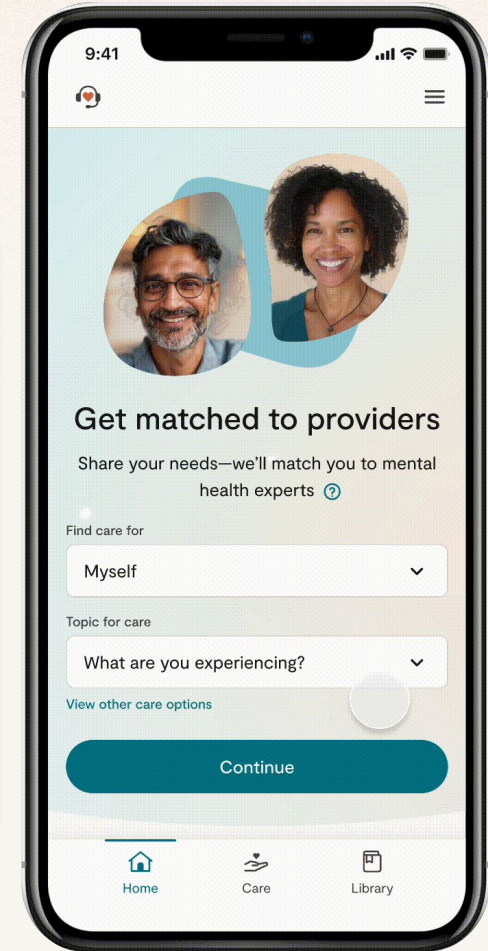 9:41
Get matched to providers
Share your needs—we'll match you to mental
health experts ?
Find care for
Myself
Topic for care
What are you experiencing?
View other care options
Continue
Home
Care
Library